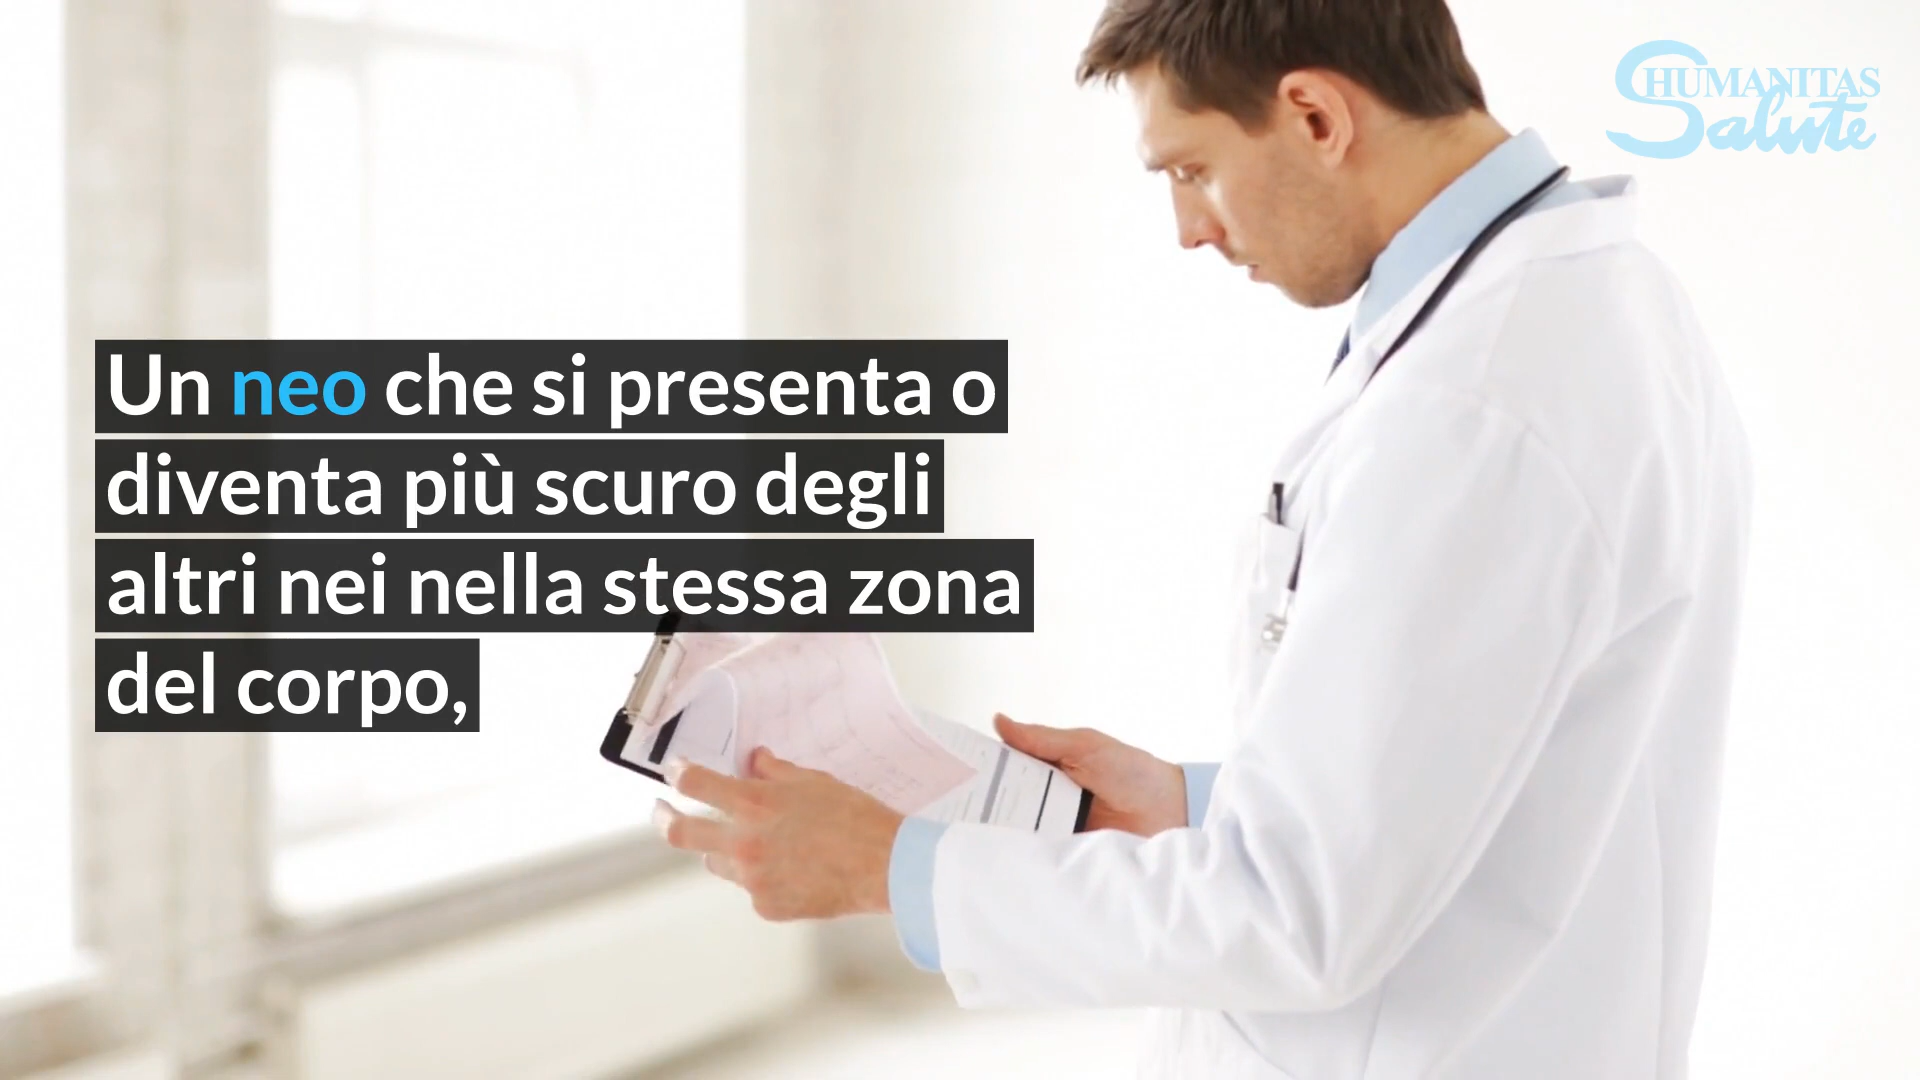 HUMANITAS
Salute
Un neo che si presenta o
diventa più scuro degli
altri nei nella stessa zona
del corpo,